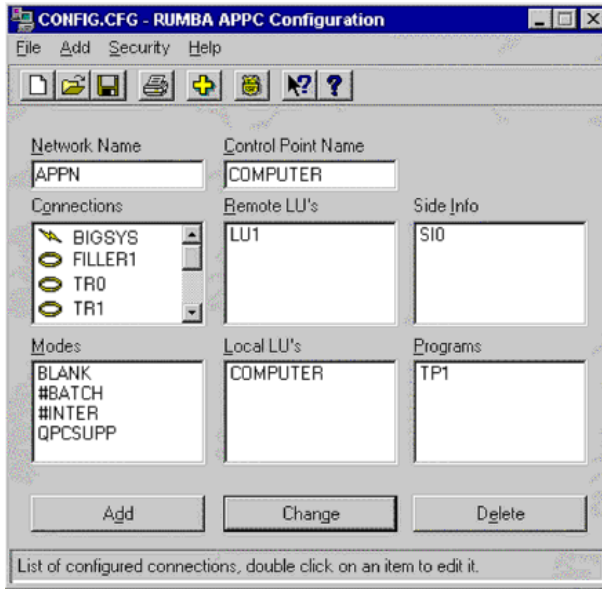 CONFIG.CFG - RUMBA APPC Configuration
File Add Security Help
Network Name Control Point Name
APPN COMPUTER
Connections Remote LU's Side Info
BIGSYS LU1 SI0
FILLER1
TR0
TR1
Modes Local LU's Programs
BLANK COMPUTER TP1
#BATCH
#INTER
QPCSUPP
Add Change Delete
List of configured connections, double click on an item to edit it.